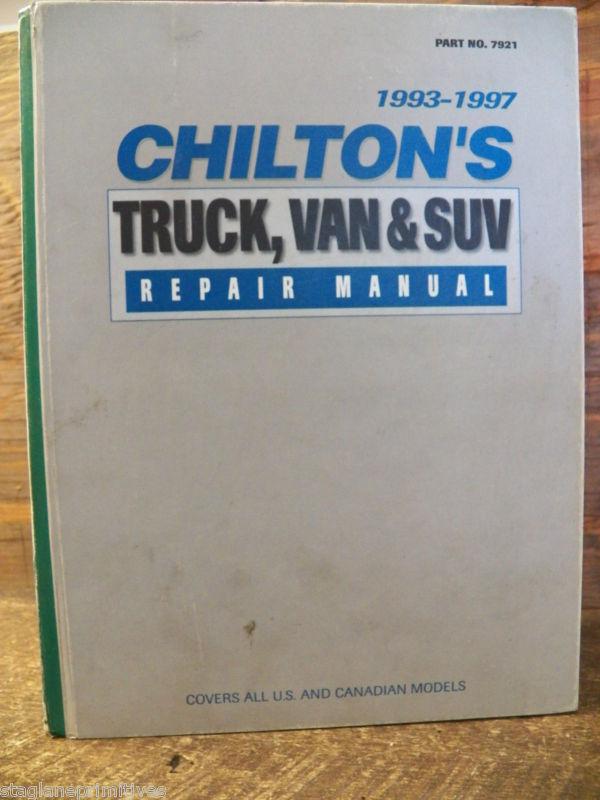 PART NO. 7921
1993-1997
CHILTON'S
TRUCK, VAN & SUV
REPAIR MANUAL
COVERS ALL U.S. AND CANADIAN MODELS
staglaneprimitives